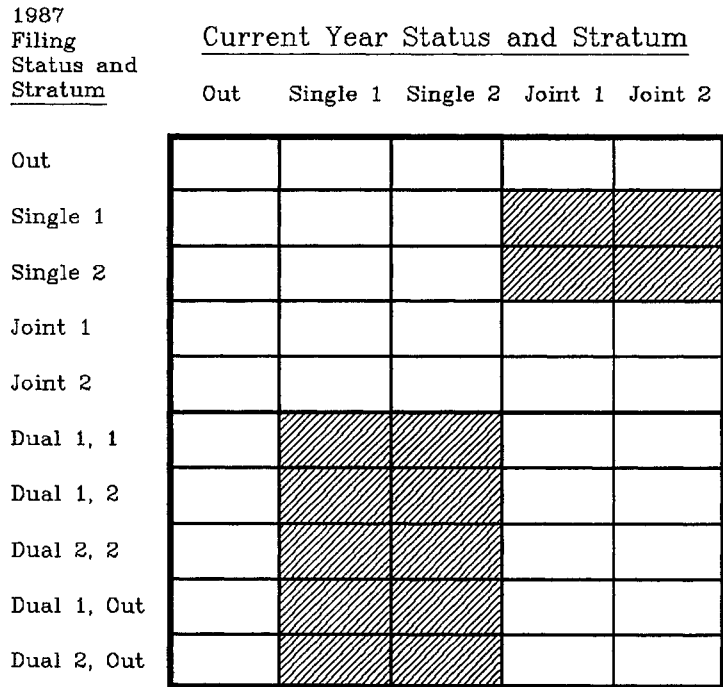 1987
Filing
Status and
Stratum
Current Year Status and Stratum
Out Single 1 Single 2 Joint 1 Joint 2
Out
Single 1
Single 2
Joint 1
Joint 2
Dual 1, 1
Dual 1, 2
Dual 2, 2
Dual 1, Out
Dual 2, Out